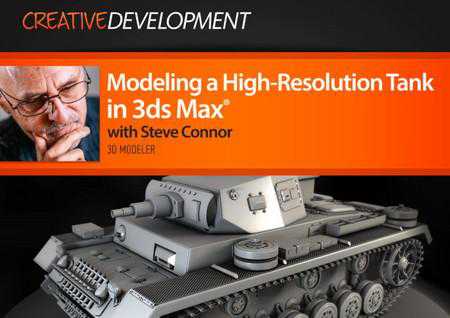 CREATIVEDEVELOPMENT
Modeling a High-Resolution Tank
in 3ds Max®
with Steve Connor
3D MODELER